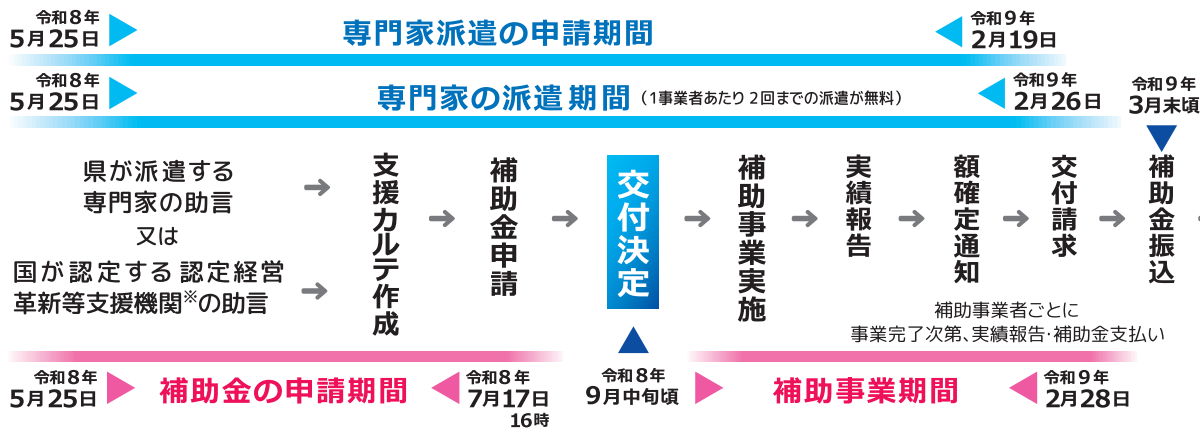 令和8年
5月25日
専門家派遣の申請期間
令和9年
2月19日
令和8年
5月25日
専門家の派遣期間（1事業者あたり2回までの派遣が無料）
令和9年
2月26日
令和9年
3月末頃
県が派遣する
専門家の助言
又は
国が認定する 認定経営
革新等支援機関※の助言
支援カルテ作成
補助金申請
交付決定
補助事業実施
実績報告
額確定通知
交付請求
補助金振込
補助事業者ごとに
事業完了次第、実績報告･補助金支払い
令和8年
5月25日
補助金の申請期間
令和8年
7月17日
16時
令和8年
9月中旬頃
補助事業期間
令和9年
2月28日